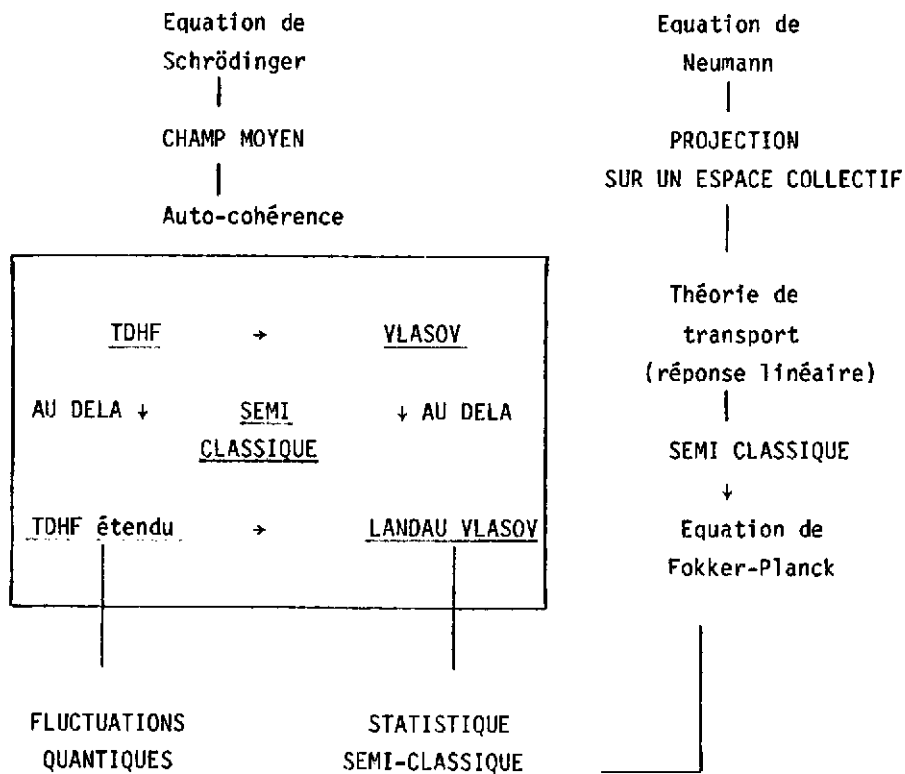 Equation de
Schrödinger
CHAMP MOYEN
Auto-cohérence
TDHF → VLASOV
AU DELA ↓ SEMI ↓ AU DELA
CLASSIQUE
TDHF étendu → LANDAU VLASOV
FLUCTUATIONS
QUANTIQUES
STATISTIQUE
SEMI-CLASSIQUE
Equation de
Neumann
PROJECTION
SUR UN ESPACE COLLECTIF
Théorie de
transport
(réponse linéaire)
SEMI CLASSIQUE
↓
Equation de
Fokker-Planck